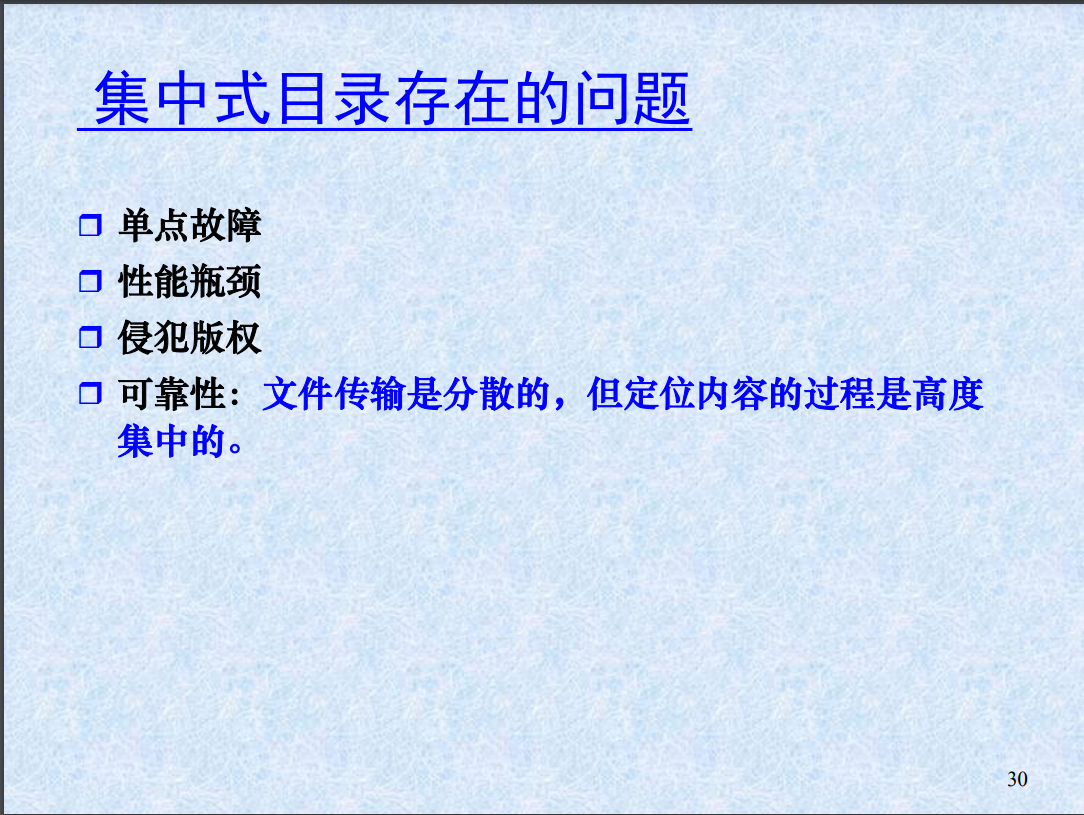 集中式目录存在的问题
单点故障
性能瓶颈
侵犯版权
可靠性：文件传输是分散的，但定位内容的过程是高度
集中的。
30